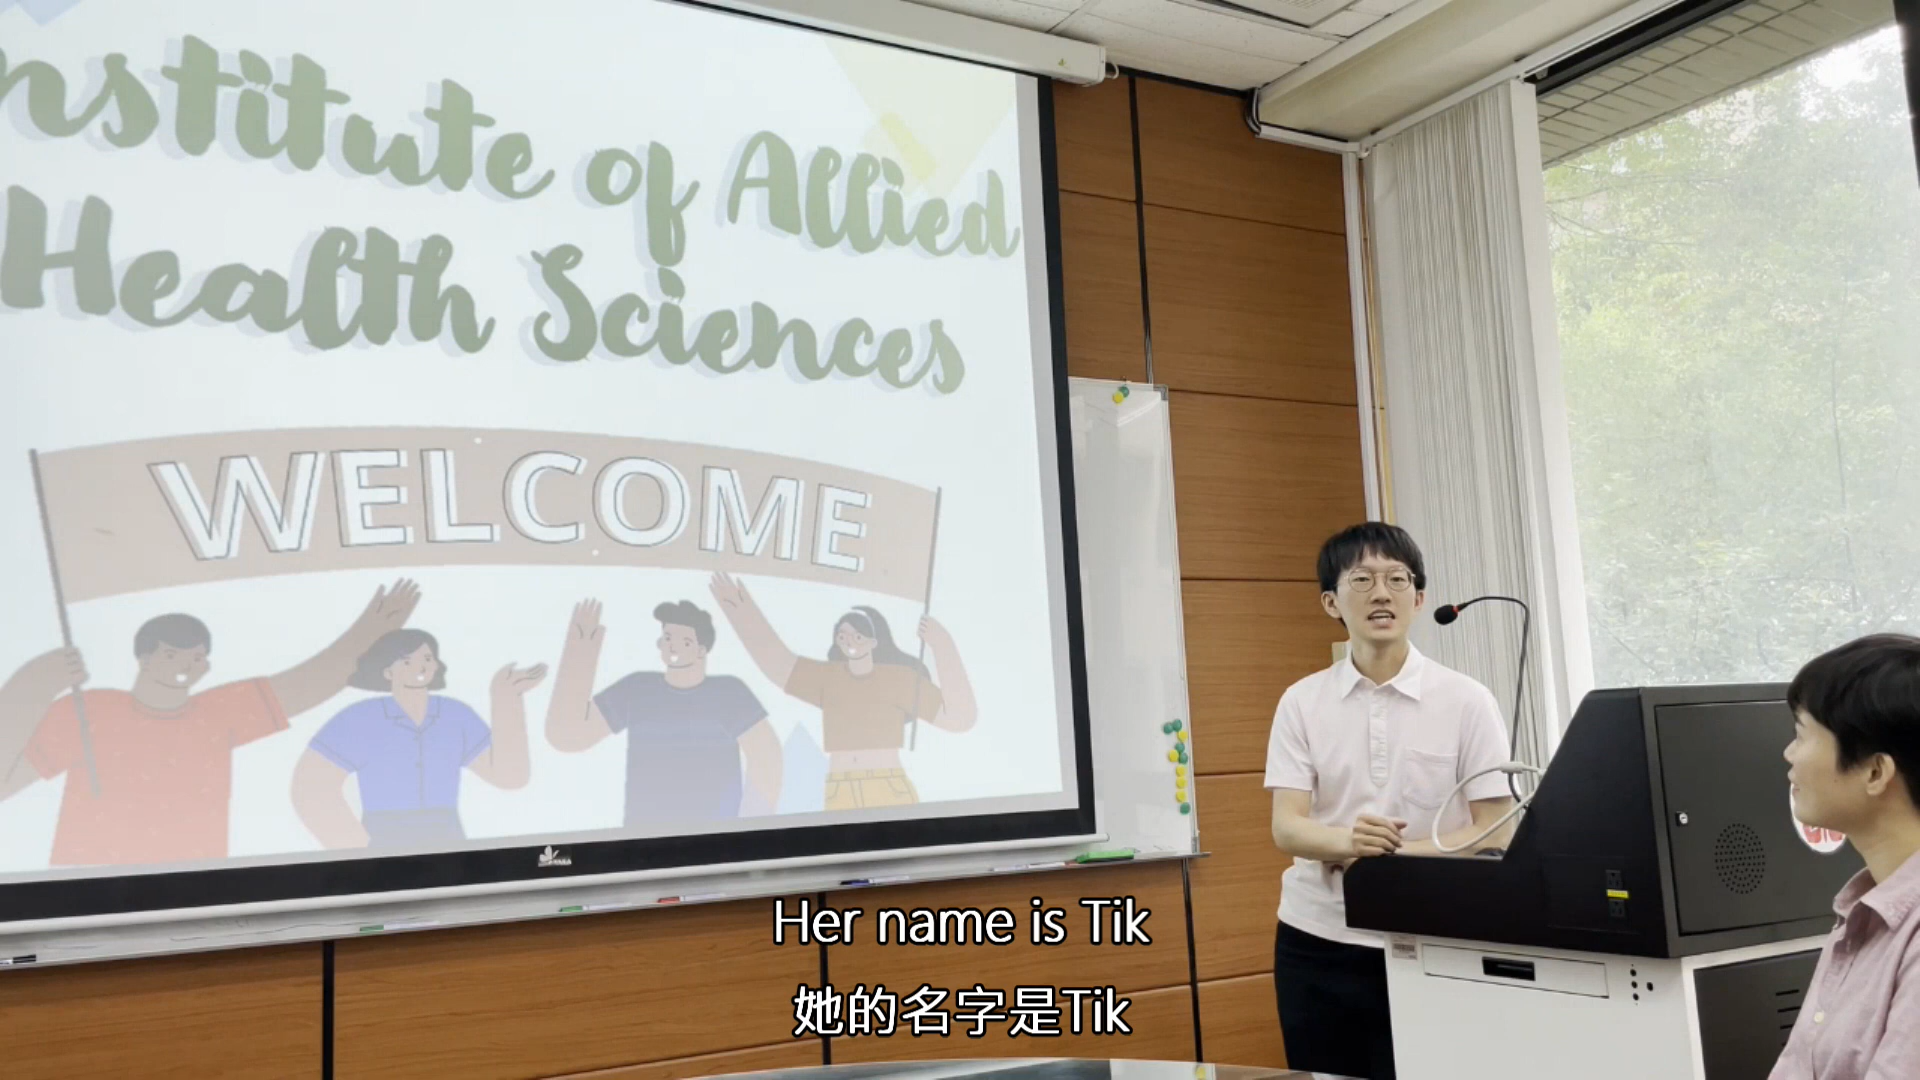 nstitute of Allied
Health Sciences
WELCOME
Her name is Tik
她的名字是Tik